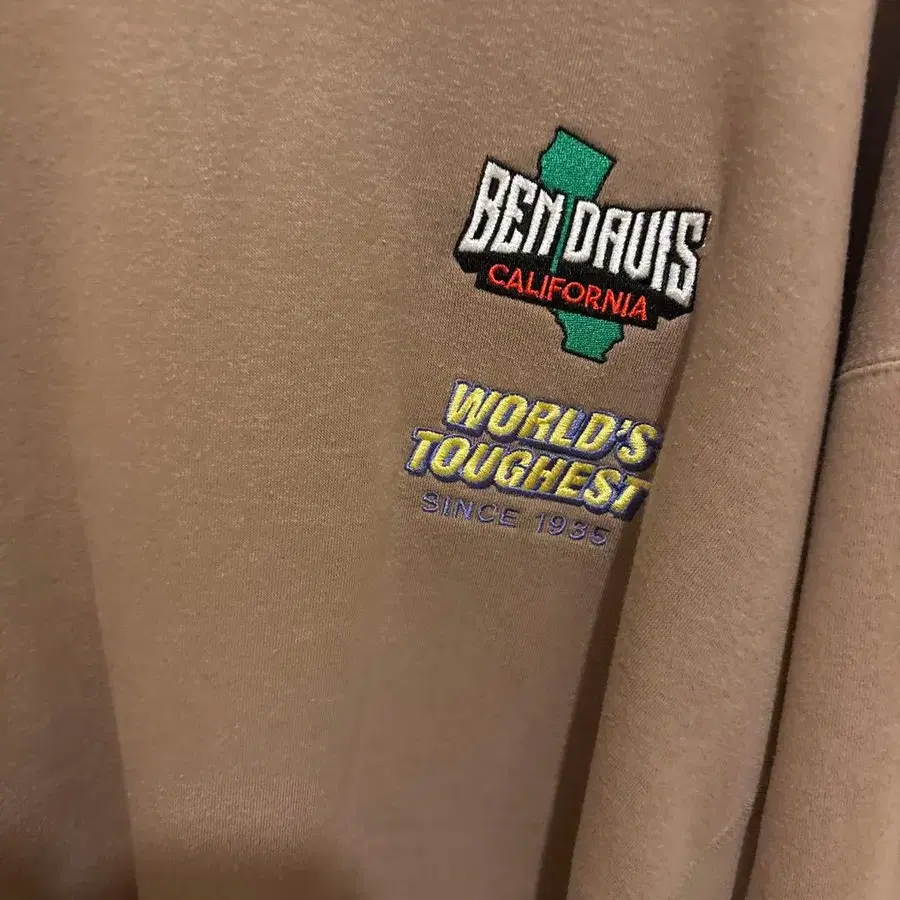 BEN DAVIS
CALIFORNIA
WORLD'S
TOUGHEST
SINCE 1935